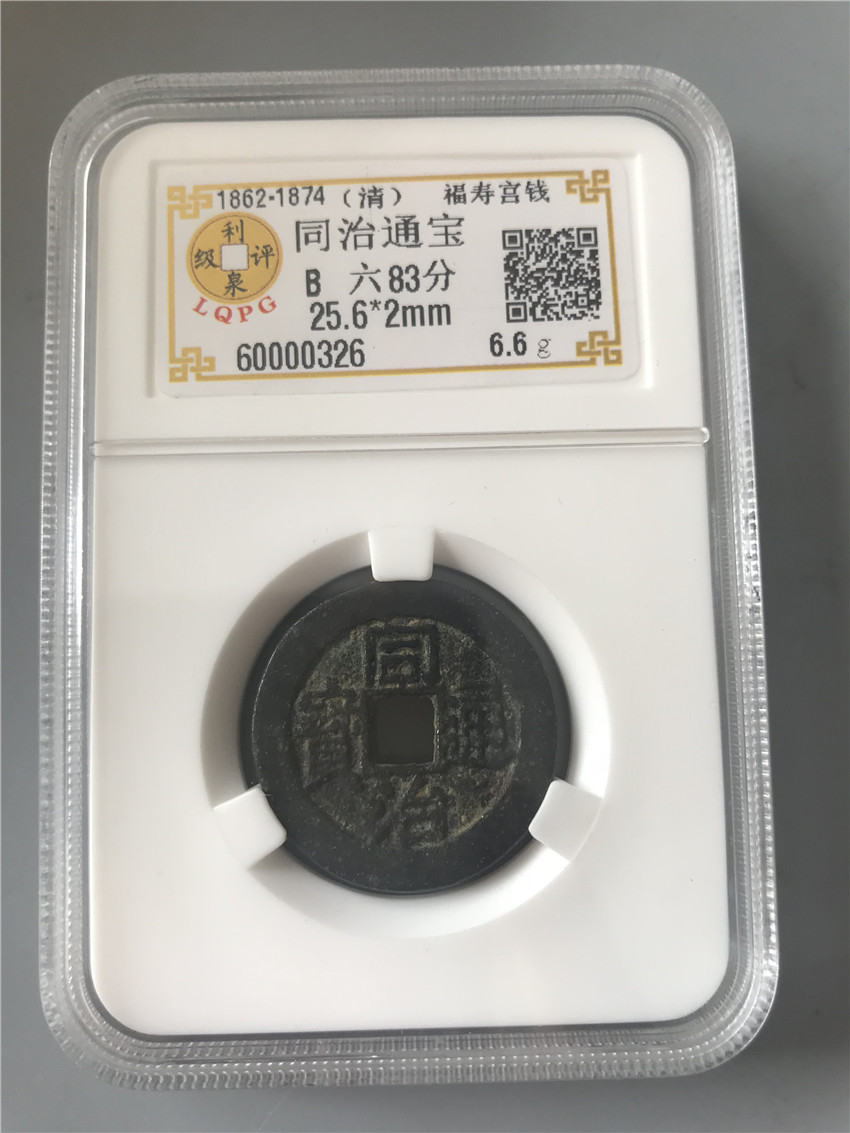 1862-1874（清） 福寿宫钱
利泉评级
LQPG
同治通宝
B 六83分
25.6*2mm
60000326 6.6g
同治通寶